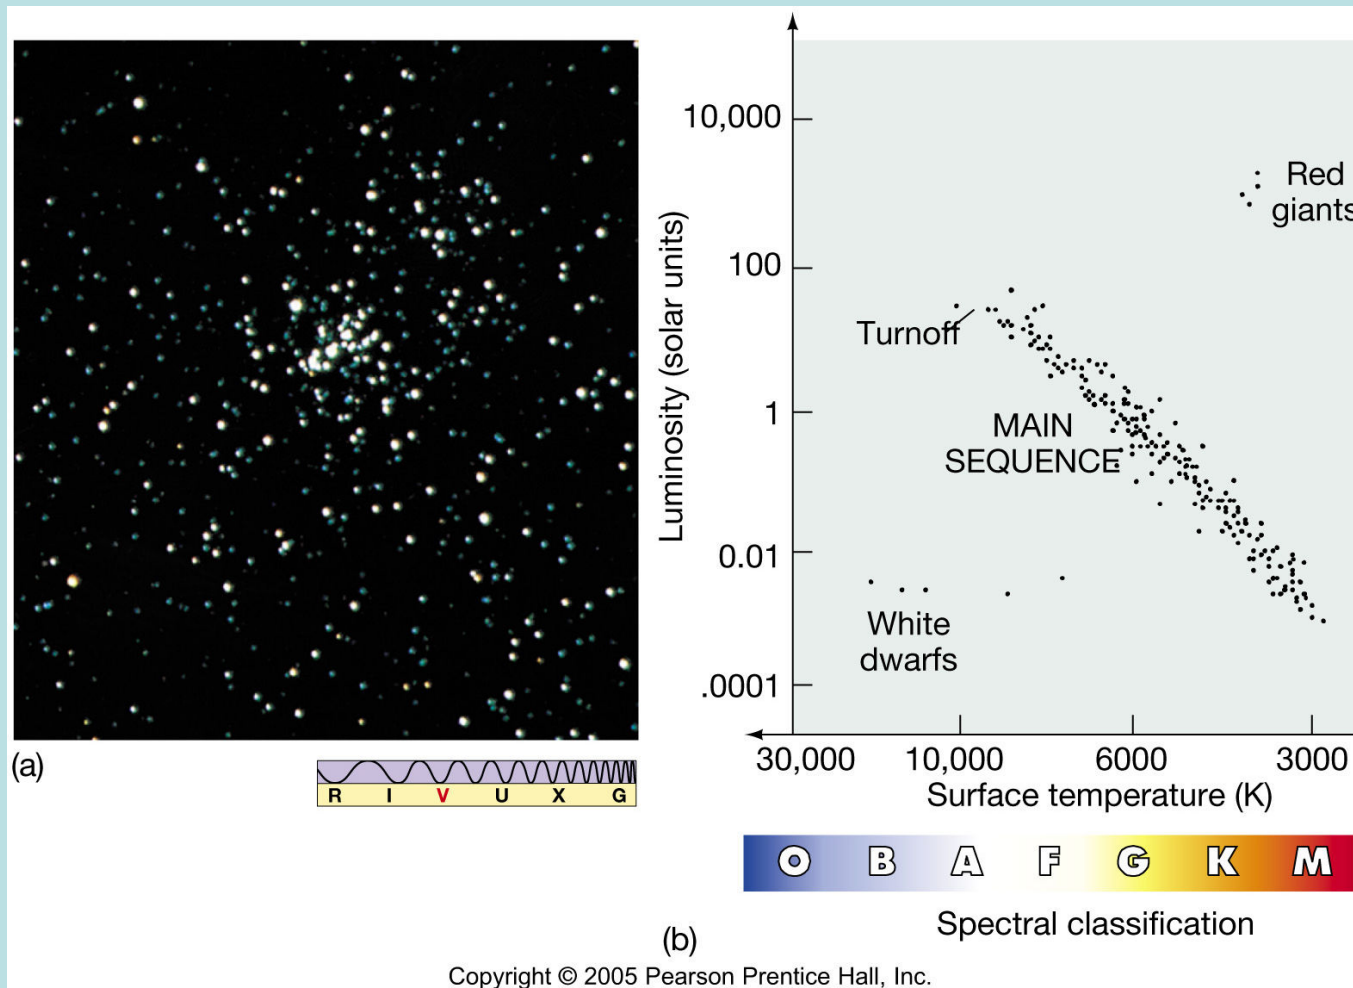 (a)
R I V U X G
Luminosity (solar units)
10,000
100
1
0.01
.0001
Red
giants
Turnoff
MAIN
SEQUENCE
White
dwarfs
30,000 10,000 6000 3000
Surface temperature (K)
O B A F G K M
Spectral classification
(b)
Copyright © 2005 Pearson Prentice Hall, Inc.